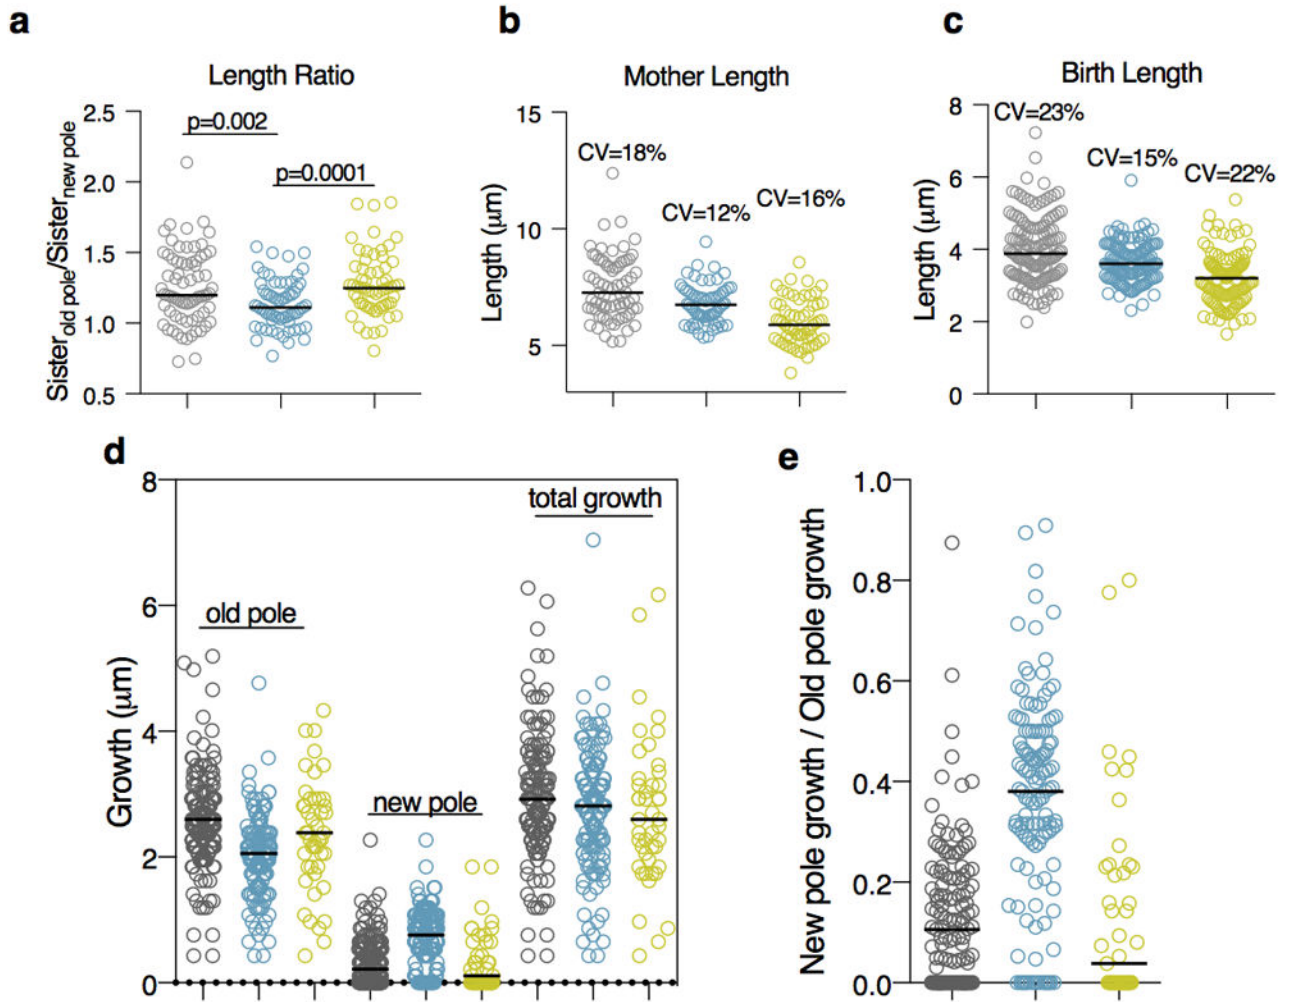 a
Length Ratio
Sister old pole/Sister new pole
2.5
2.0
1.5
1.0
0.5
p=0.002
p=0.0001
b
Mother Length
Length (μm)
15
10
5
CV=18%
CV=12%
CV=16%
c
Birth Length
Length (μm)
8
6
4
2
0
CV=23%
CV=15%
CV=22%
d
Growth (μm)
8
6
4
2
0
old pole
new pole
total growth
e
New pole growth / Old pole growth
1.0
0.8
0.6
0.4
0.2
0.0